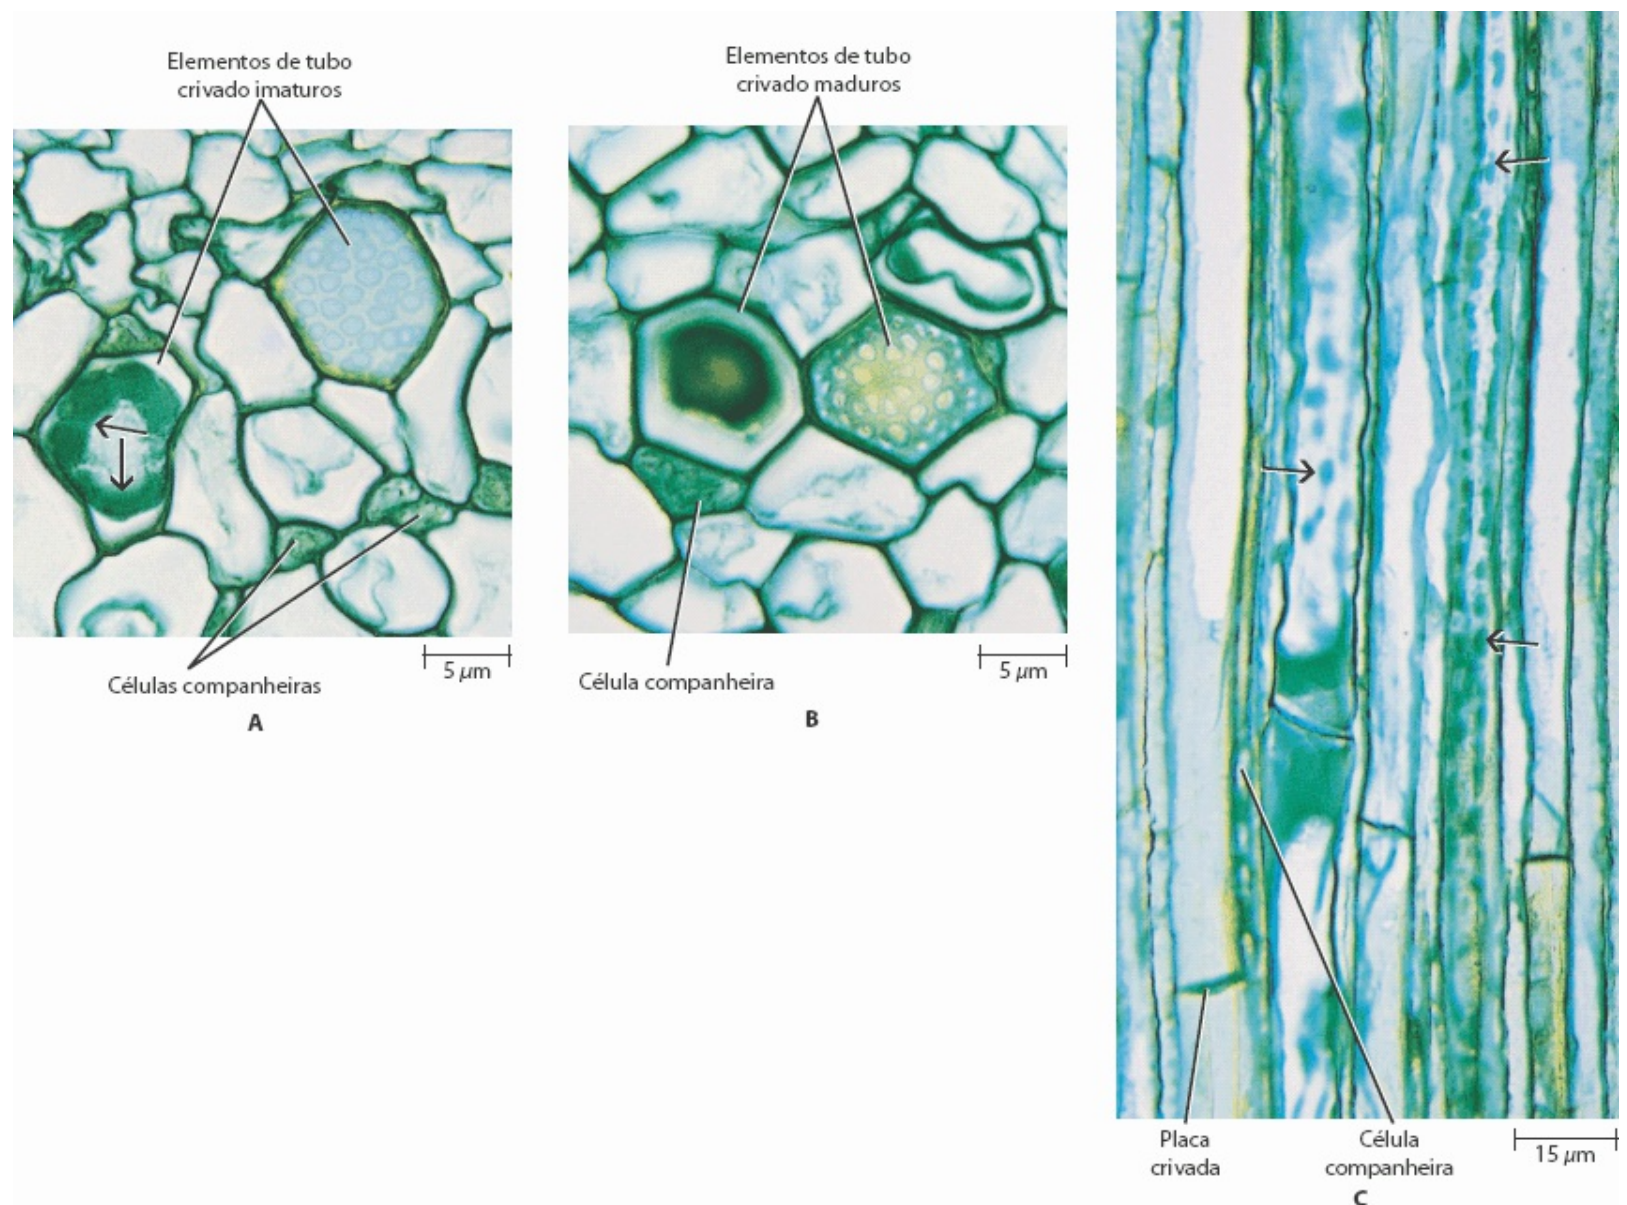 Elementos de tubo
crivado imaturos
Células companheiras
5 µm
A
Elementos de tubo
crivado maduros
Célula companheira
5 µm
B
Placa
crivada
Célula
companheira
15 µm
C